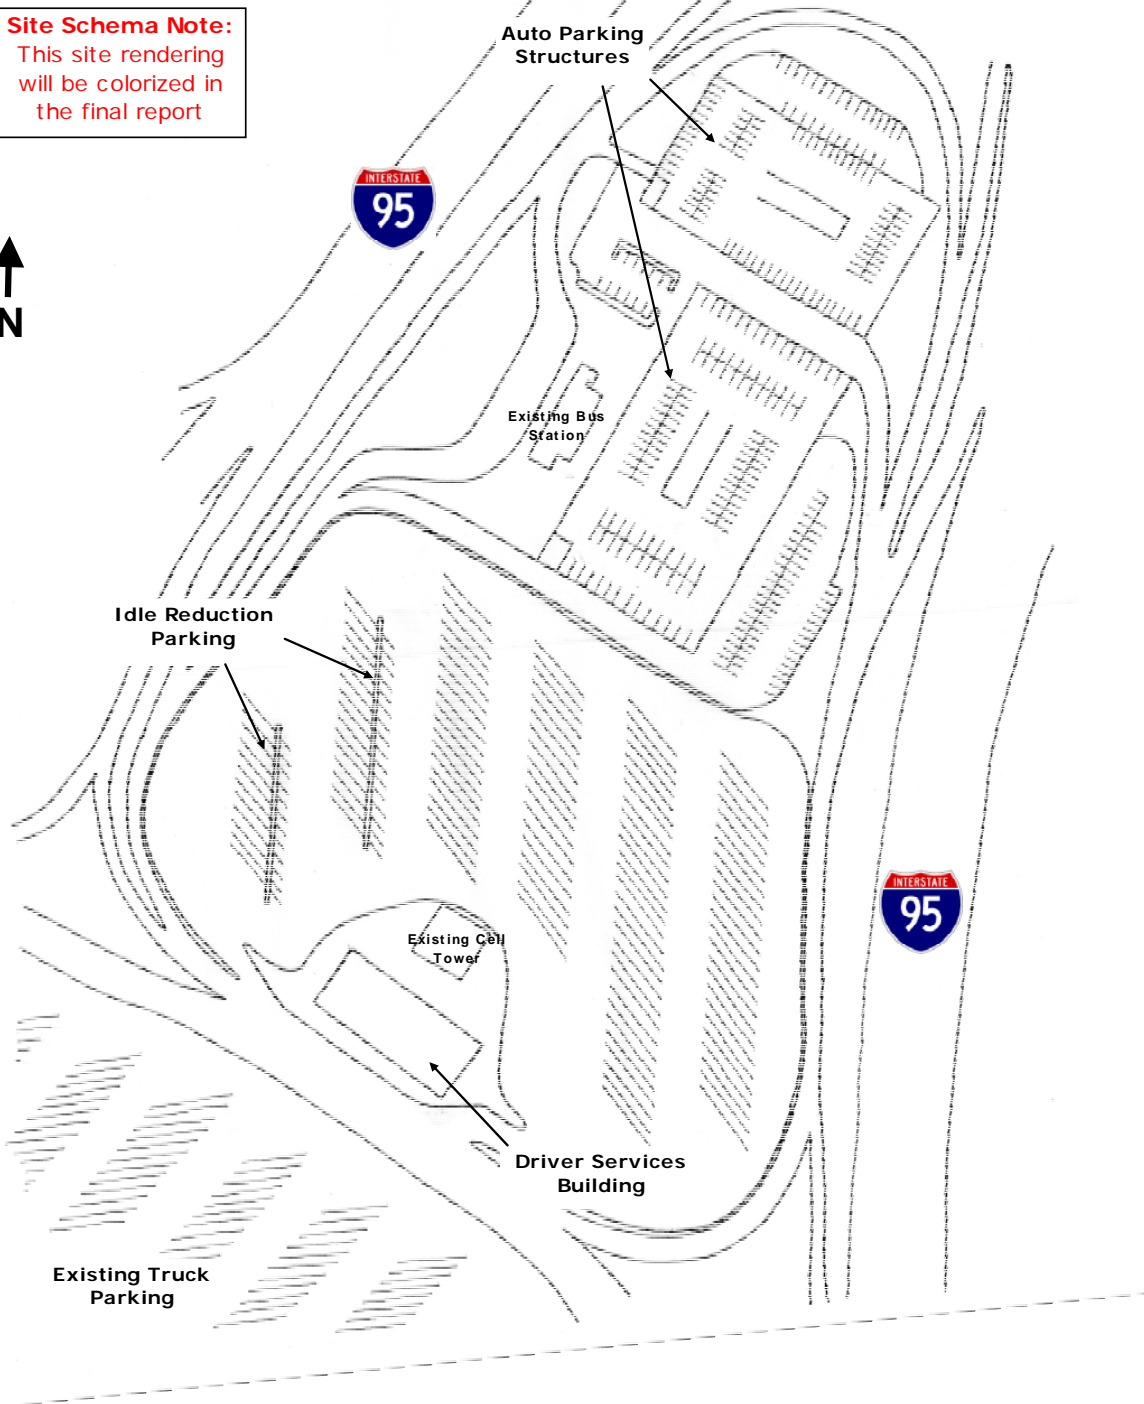 Site Schema Note:
This site rendering
will be colorized in
the final report
Auto Parking
Structures
INTERSTATE
95
N
Existing Bus
Station
Idle Reduction
Parking
INTERSTATE
95
Existing Cell
Tower
Driver Services
Building
Existing Truck
Parking